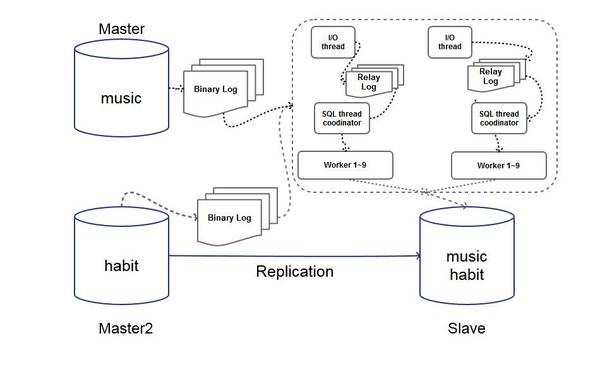 Master
music
Binary Log
I/O
thread
Relay
Log
SQL thread
coodinator
Worker 1~9
I/O
thread
Relay
Log
SQL thread
coordinator
Worker 1~9
Binary Log
habit
Replication
music
habit
Master2
Slave